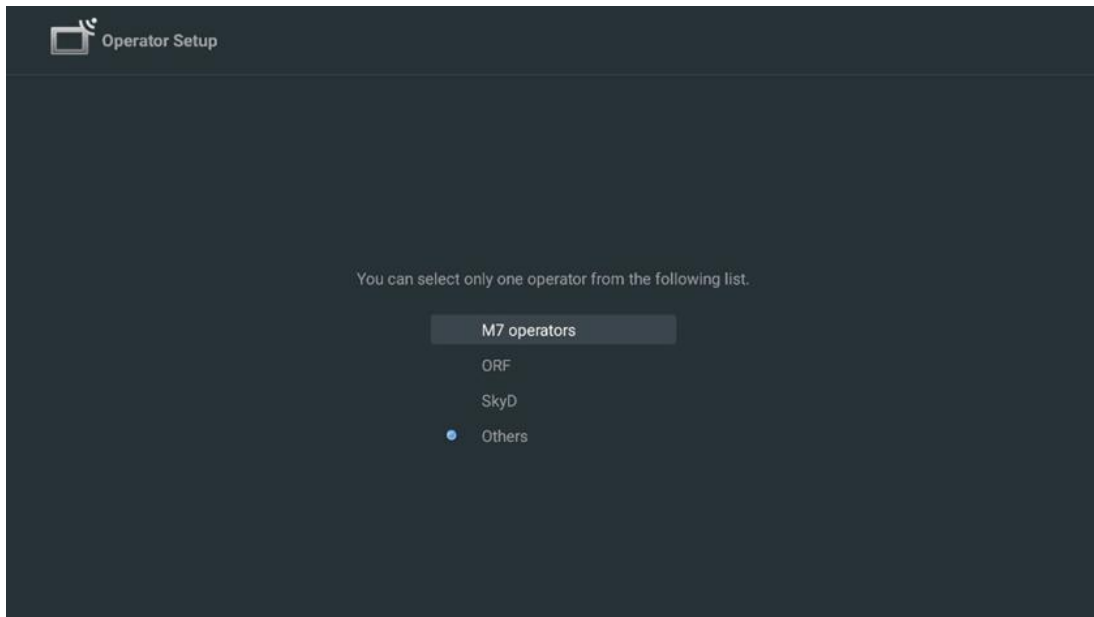 Operator Setup
You can select only one operator from the following list.
M7 operators
ORF
SkyD
Others